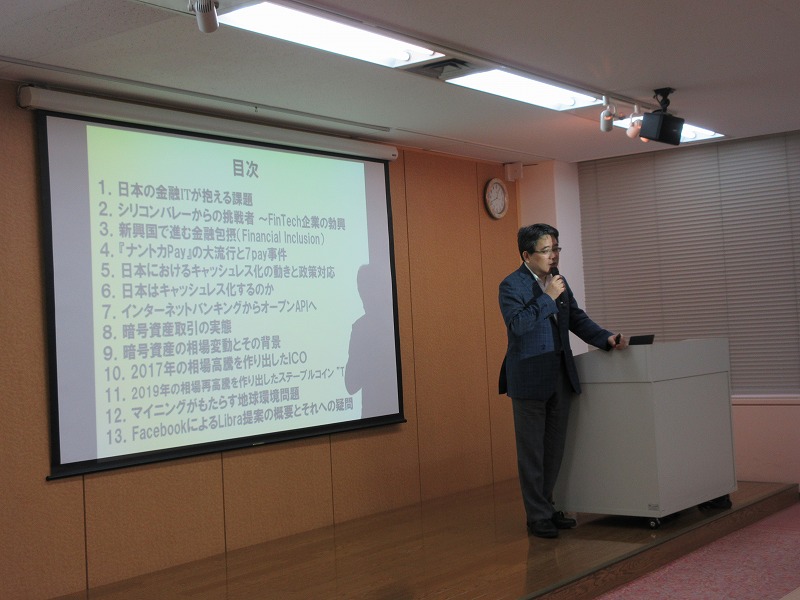 目次
1. 日本の金融ITが抱える課題
2. シリコンバレーからの挑戦者 ～FinTech企業の勃興
3. 新興国で進む金融包摂(Financial Inclusion)
4. 『ナントカPay』の大流行と7pay事件
5. 日本におけるキャッシュレス化の動きと政策対応
6. 日本はキャッシュレス化するのか
7. インターネットバンキングからオープンAPIへ
8. 暗号資産取引の実態
9. 暗号資産の相場変動とその背景
10. 2017年の相場高騰を作り出したICO
11. 2019年の相場再高騰を作り出したステーブルコイン "T
12. マイニングがもたらす地球環境問題
13. FacebookによるLibra提案の概要とそれへの疑問